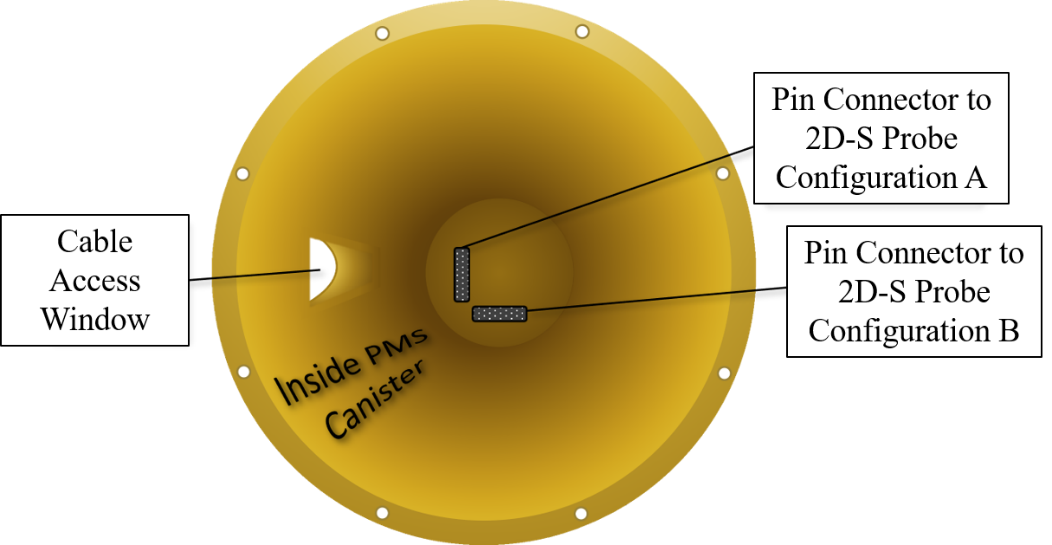 Pin Connector to
2D-S Probe
Configuration A
Cable
Access
Window
Pin Connector to
2D-S Probe
Configuration B
Inside PMs
Canister